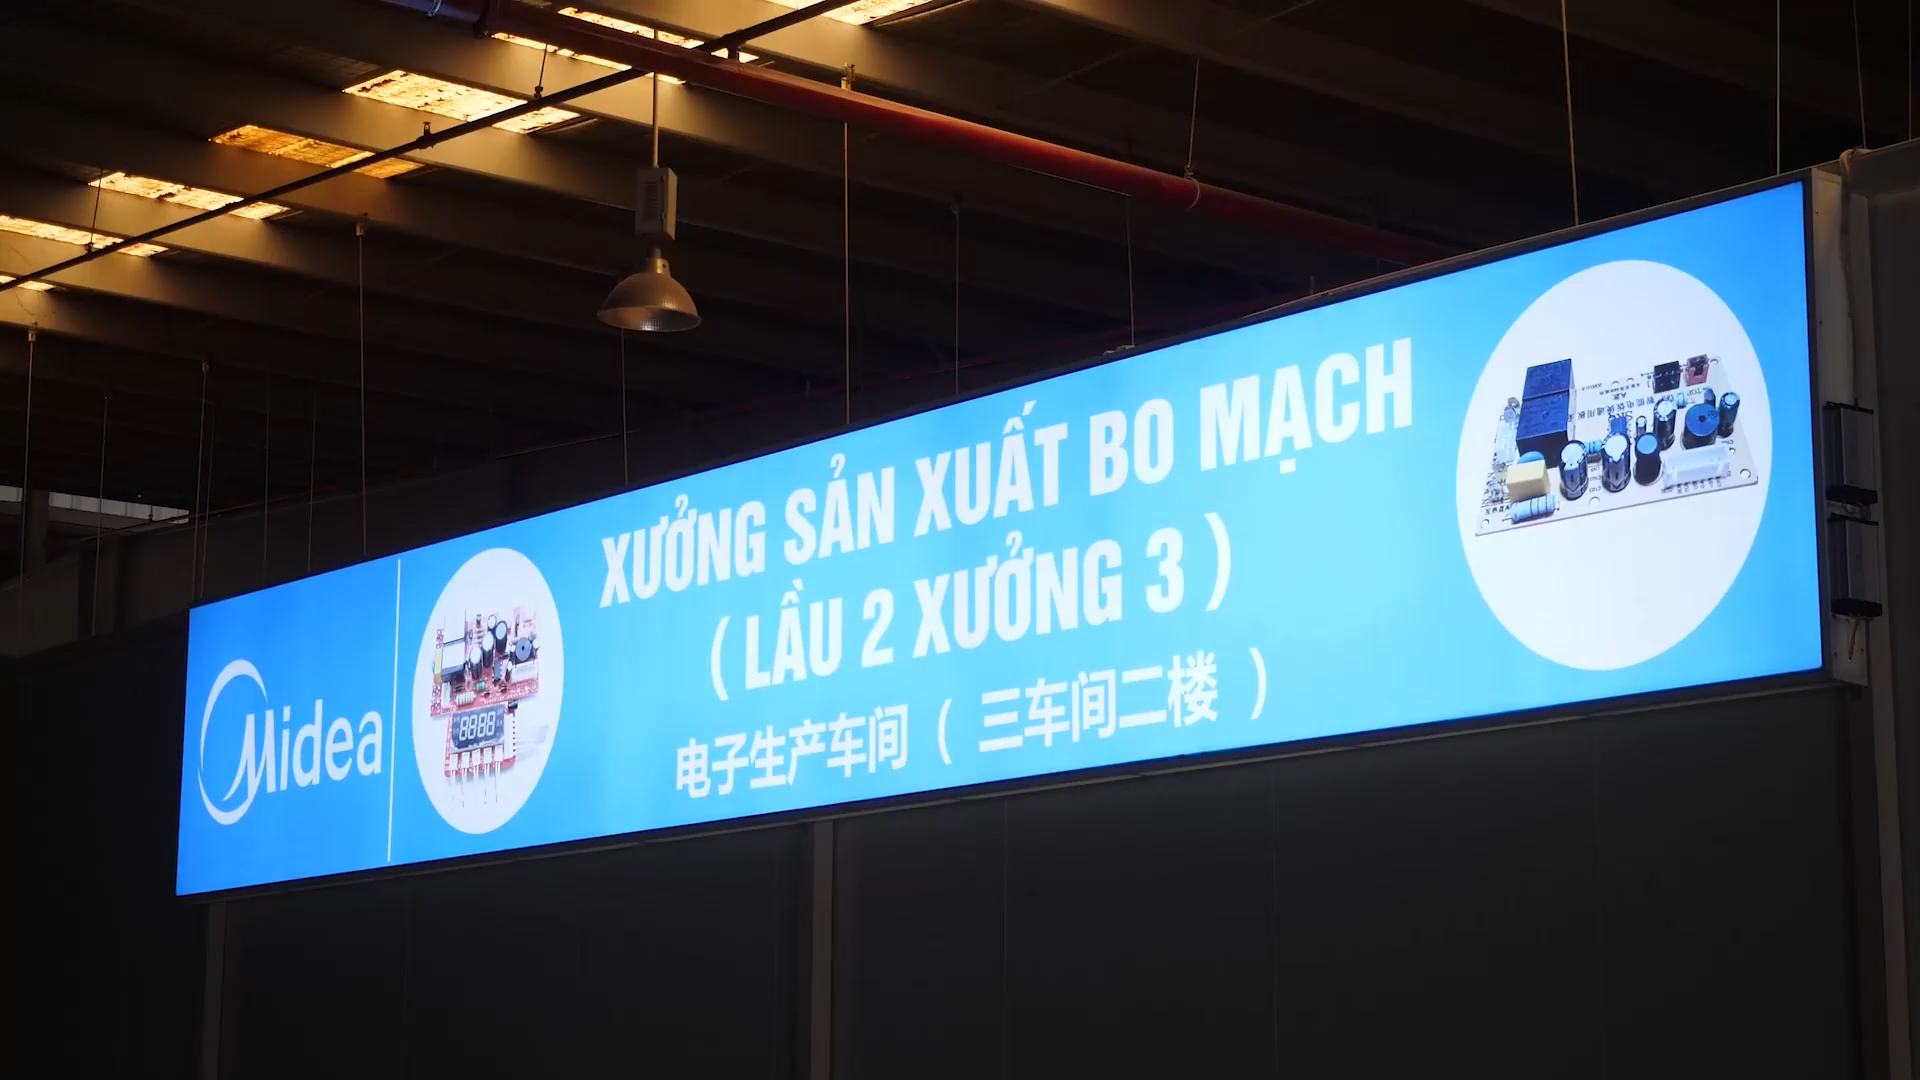 Midea
XƯỞNG SẢN XUẤT BO MẠCH
( LẦU 2 XƯỞNG 3 )
电子生产车间 ( 三车间二楼 )
8888